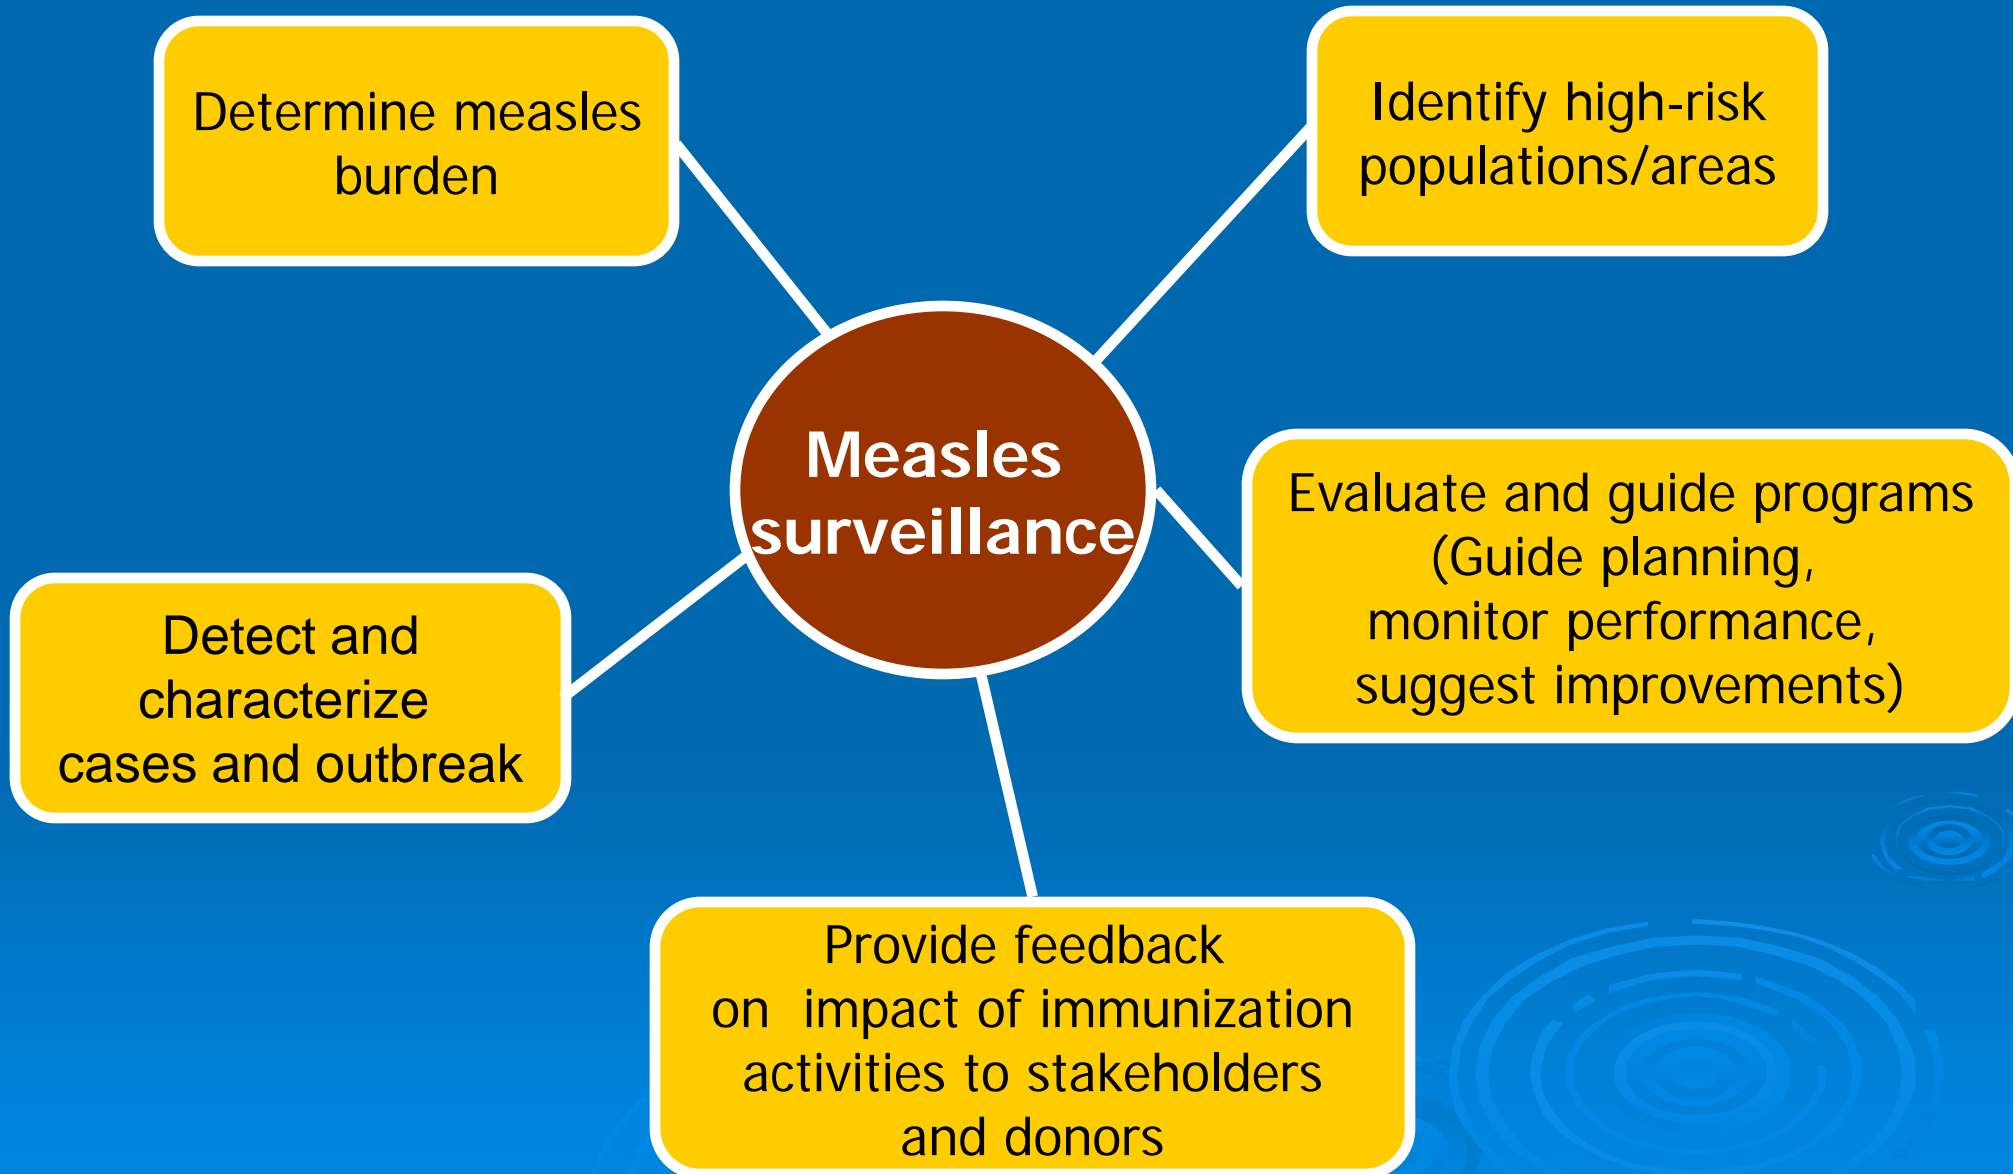 Determine measles
burden
Identify high-risk
populations/areas
Measles
surveillance
Evaluate and guide programs
(Guide planning,
monitor performance,
suggest improvements)
Detect and
characterize
cases and outbreak
Provide feedback
on  impact of immunization
activities to stakeholders
and donors